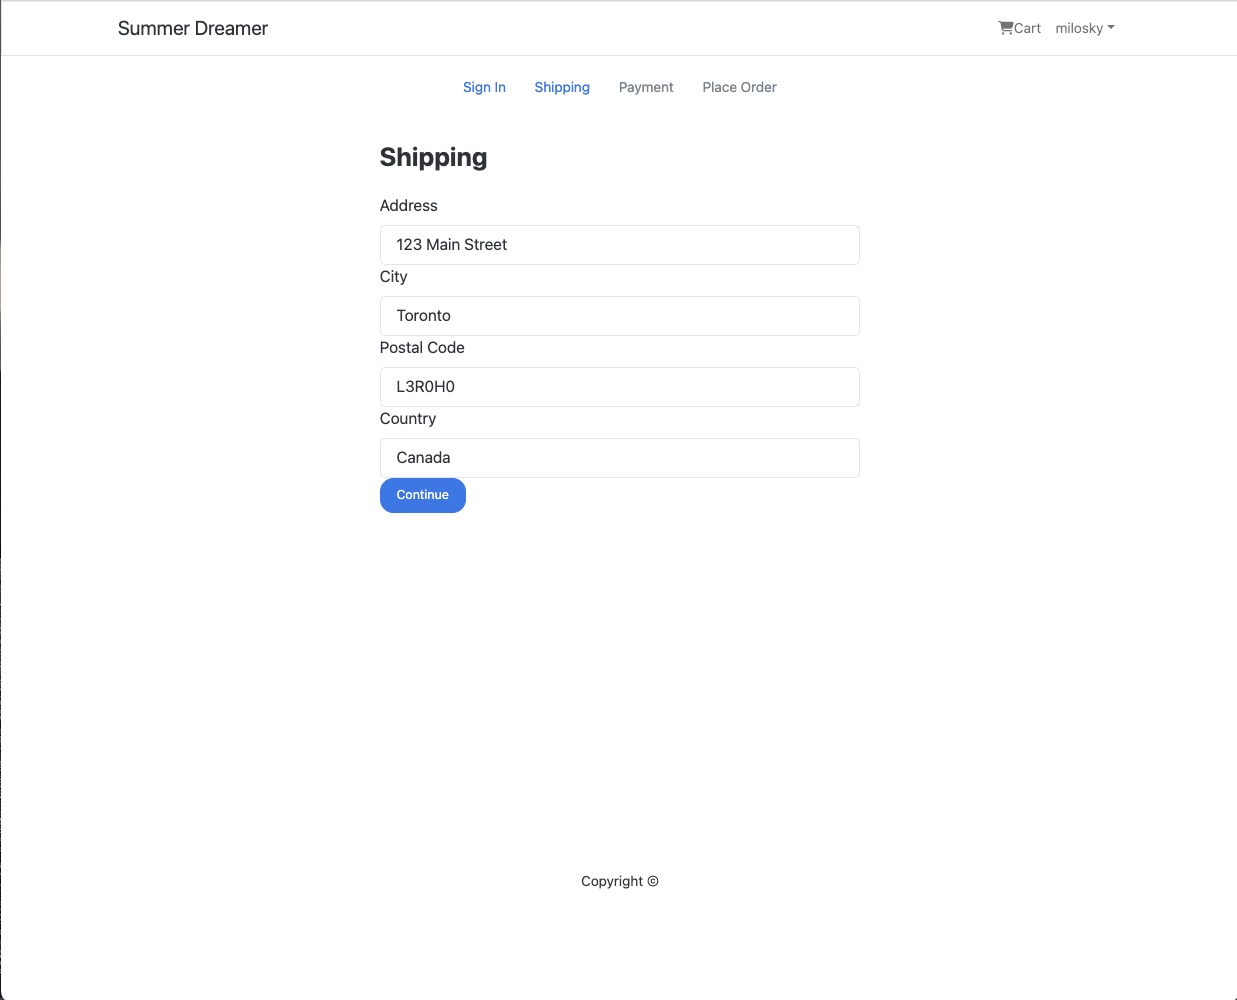 Summer Dreamer Cart milosky
Sign In Shipping Payment Place Order
Shipping
Address
123 Main Street
City
Toronto
Postal Code
L3R0H0
Country
Canada
Continue
Copyright ©